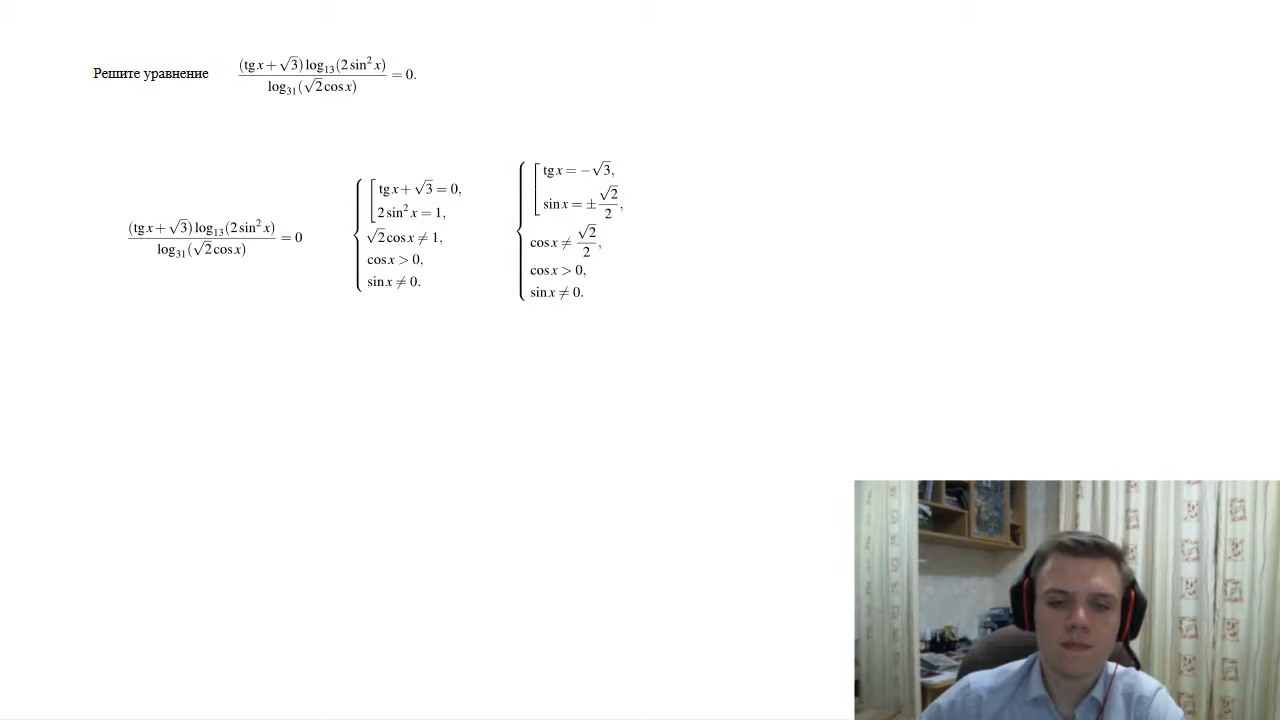 Решите уравнение (tg x + √3) log₁₃(2 sin² x) / log₃₁(√2 cos x) = 0.
(tg x + √3) log₁₃(2 sin² x) / log₃₁(√2 cos x) = 0
{ [ tg x + √3 = 0,
2 sin² x = 1,
√2 cos x ≠ 1,
cos x > 0,
sin x ≠ 0.
{ [ tg x = −√3,
sin x = ± √2 / 2,
cos x ≠ √2 / 2,
cos x > 0,
sin x ≠ 0.